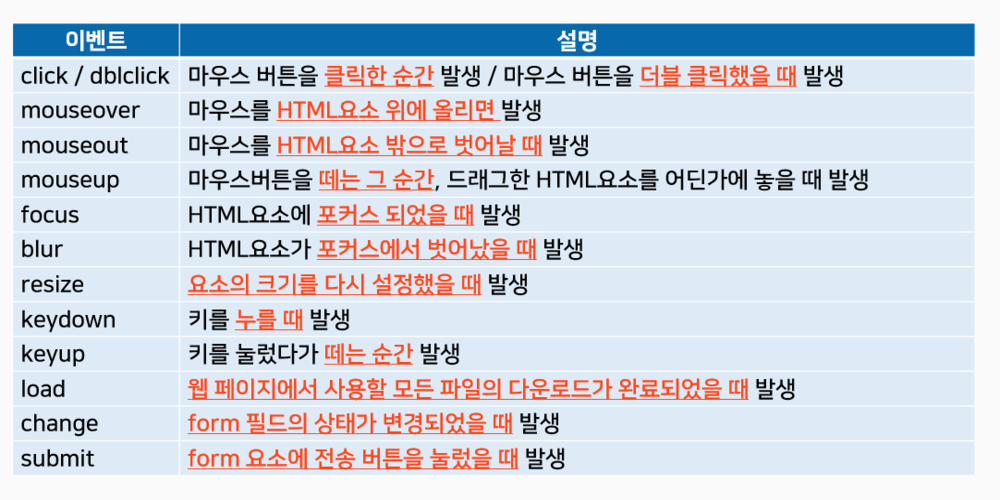 이벤트 설명
click / dblclick 마우스 버튼을 클릭한 순간 발생 / 마우스 버튼을 더블 클릭했을 때 발생
mouseover 마우스를 HTML요소 위에 올리면 발생
mouseout 마우스를 HTML요소 밖으로 벗어날 때 발생
mouseup 마우스버튼을 떼는 그 순간, 드래그한 HTML요소를 어딘가에 놓을 때 발생
focus HTML요소에 포커스 되었을 때 발생
blur HTML요소가 포커스에서 벗어났을 때 발생
resize 요소의 크기를 다시 설정했을 때 발생
keydown 키를 누를 때 발생
keyup 키를 눌렀다가 떼는 순간 발생
load 웹 페이지에서 사용할 모든 파일의 다운로드가 완료되었을 때 발생
change form 필드의 상태가 변경되었을 때 발생
submit form 요소에 전송 버튼을 눌렀을 때 발생